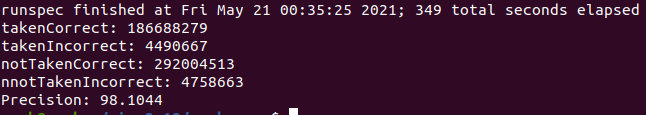 runspec finished at Fri May 21 00:35:25 2021; 349 total seconds elapsed
takenCorrect: 186688279
takenIncorrect: 4490667
notTakenCorrect: 292004513
nnotTakenIncorrect: 4758663
Precision: 98.1044